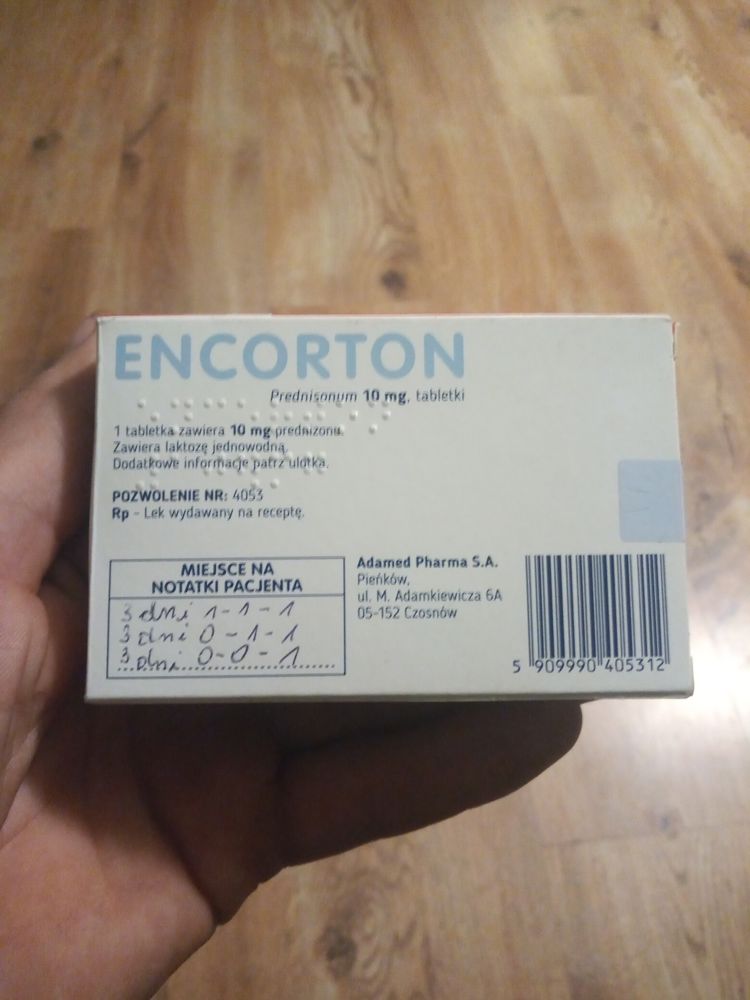 ENCORTON
Prednisonum 10 mg, tabletki
1 tabletka zawiera 10 mg prednizonu.
Zawiera laktozę jednowodną.
Dodatkowe informacje patrz ulotka.
POZWOLENIE NR: 4053
Rp - Lek wydawany na receptę.
MIEJSCE NA
NOTATKI PACJENTA
3 dni 1-1-1
3 dni 0-1-1
3 dni 0-0-1
Adamed Pharma S.A.
Pieńków,
ul. M. Adamkiewicza 6A
05-152 Czosnów
5 909990 405312